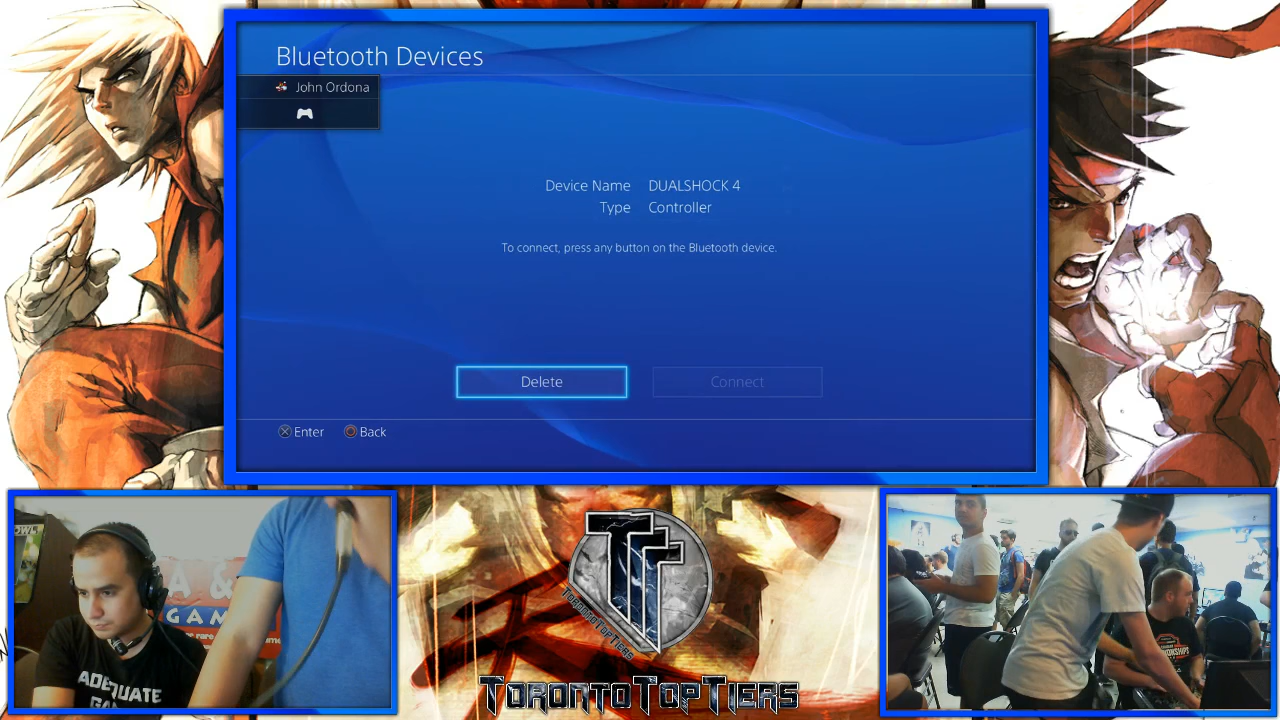 Bluetooth Devices
John Ordona
Device Name DUALSHOCK 4
Type Controller
To connect, press any button on the Bluetooth device.
Delete
Connect
Enter Back
TORONTOTOPTIERS
TORONTOTOPTIERS
A &
GAM
ADEQUATE